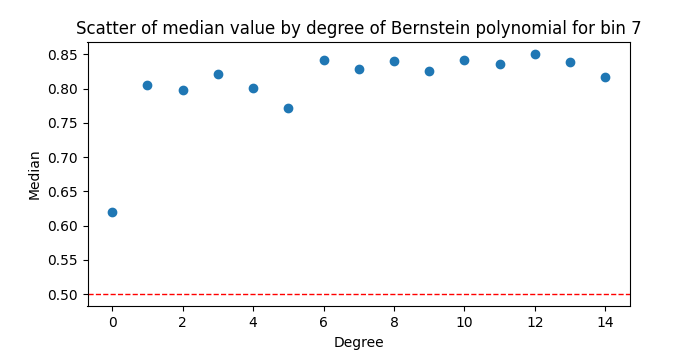 Scatter of median value by degree of Bernstein polynomial for bin 7
0.85
0.80
0.75
0.70
0.65
0.60
0.55
0.50
Median
0 2 4 6 8 10 12 14
Degree